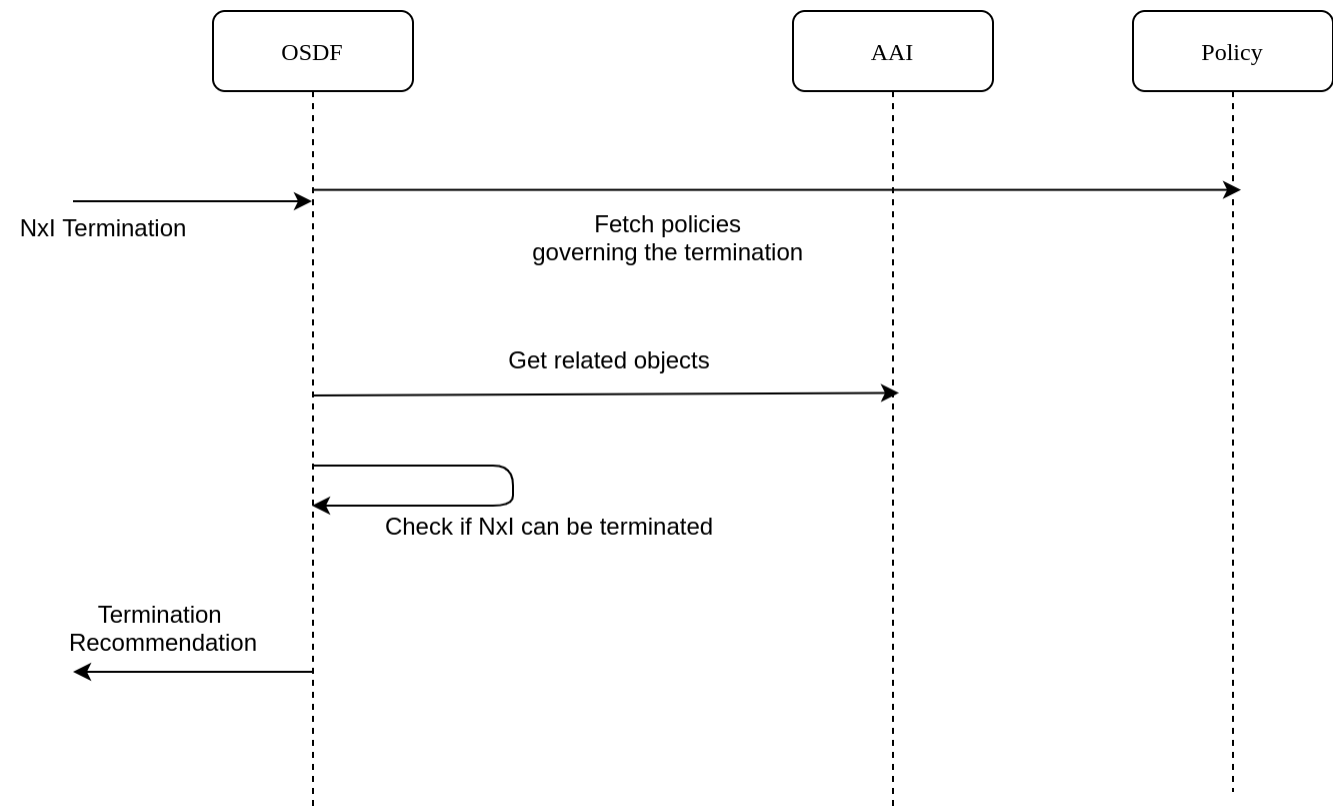 OSDF
AAI
Policy
NxI Termination
Fetch policies
governing the termination
Get related objects
Check if NxI can be terminated
Termination
Recommendation